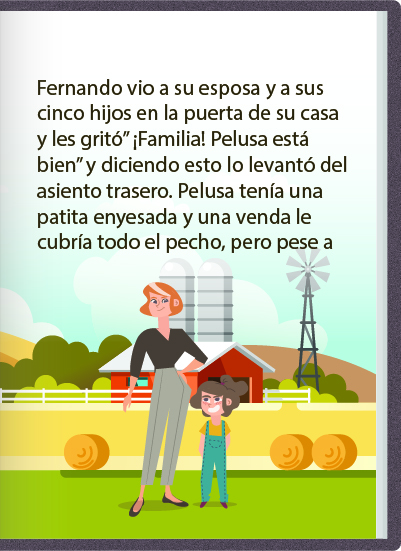 Fernando vio a su esposa y a sus
cinco hijos en la puerta de su casa
y les gritó” ¡Familia! Pelusa está
bien” y diciendo esto lo levantó del
asiento trasero. Pelusa tenía una
patita enyesada y una venda le
cubría todo el pecho, pero pese a